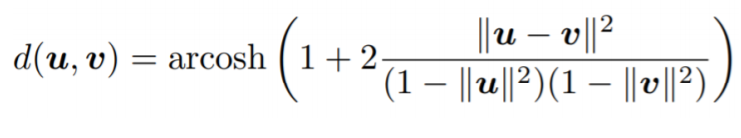 d(𝒖, 𝒗) = arcosh ( 1 + 2 ‖𝒖 − 𝒗‖² / (1 − ‖𝒖‖²)(1 − ‖𝒗‖²) )